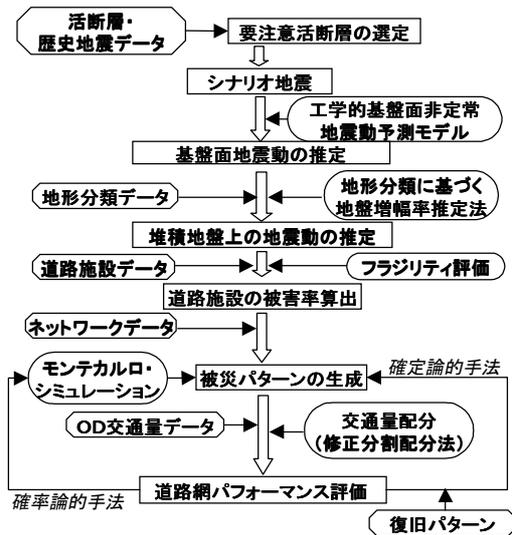 活断層・
歴史地震データ
要注意活断層の選定
シナリオ地震
工学的基盤面非定常
地震動予測モデル
基盤面地震動の推定
地形分類データ
地形分類に基づく
地盤増幅率推定法
堆積地盤上の地震動の推定
道路施設データ
フラジリティ評価
道路施設の被害率算出
ネットワークデータ
モンテカルロ・
シミュレーション
被災パターンの生成
確定論的手法
OD交通量データ
交通量配分
(修正分割配分法)
道路網パフォーマンス評価
確率論的手法
復旧パターン